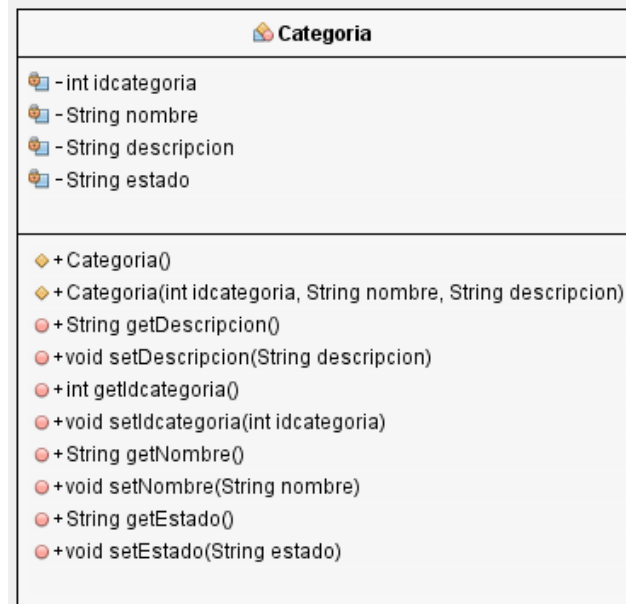 Categoria
-int idcategoria
-String nombre
-String descripcion
-String estado
+Categoria()
+Categoria(int idcategoria, String nombre, String descripcion)
+String getDescripcion()
+void setDescripcion(String descripcion)
+int getIdcategoria()
+void setIdcategoria(int idcategoria)
+String getNombre()
+void setNombre(String nombre)
+String getEstado()
+void setEstado(String estado)